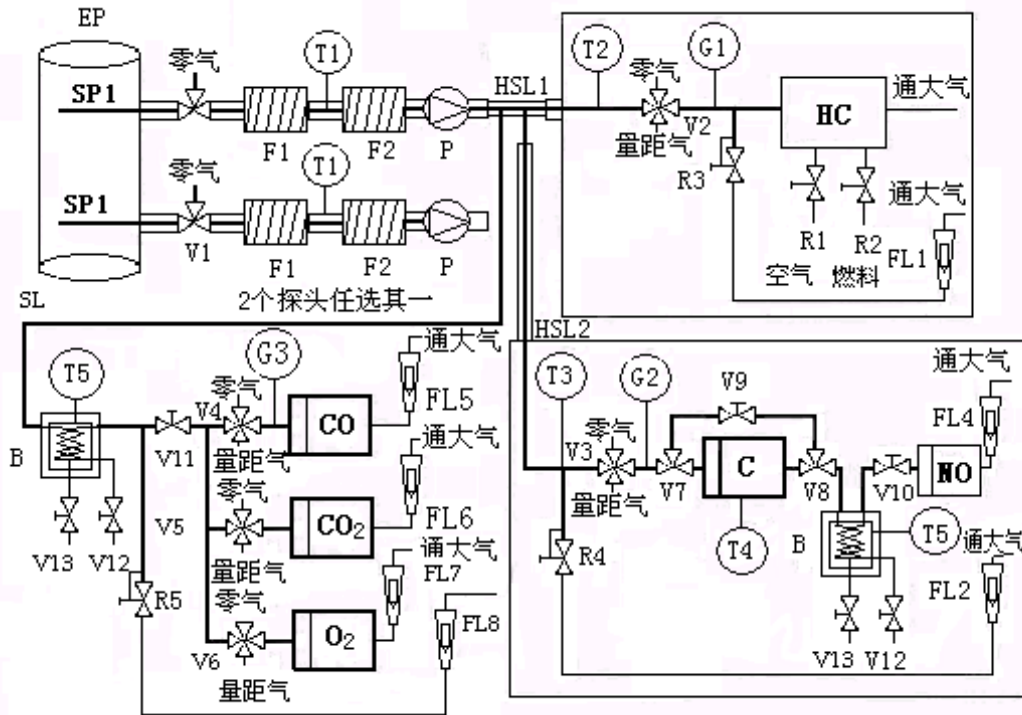 EP
零气
T1
SP1
F1
F2
P
HSL1
零气
T1
SP1
V1
F1
F2
P
SL
2个探头任选其一
T2
零气
G1
V2
量距气
HC
通大气
R3
R1
R2
空气
燃料
通大气
FL1
HSL2
T5
B
V13
V12
V11
V5
R5
V4
零气
G3
CO
通大气
FL5
量距气
零气
CO2
通大气
FL6
量距气
零气
V6
O2
通大气
FL7
量距气
FL8
T3
G2
V9
V3
零气
量距气
V7
C
V8
T4
R4
B
T5
V13
V12
V10
NO
通大气
FL4
通大气
FL2